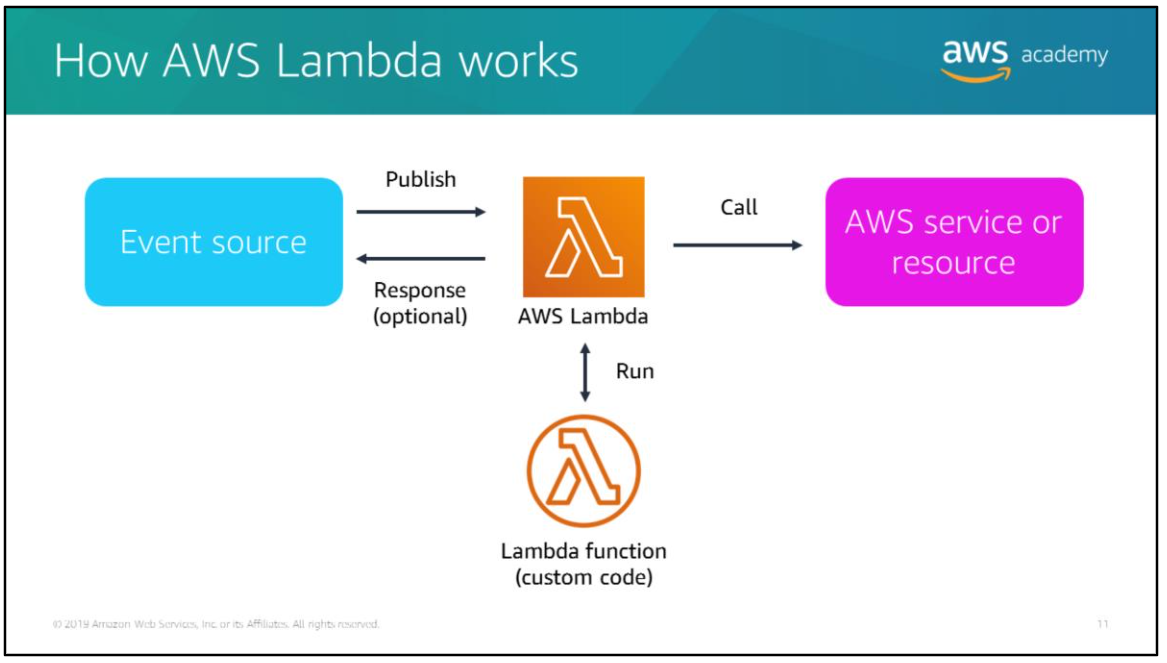 How AWS Lambda works
aws academy
Publish
Event source
Response
(optional)
AWS Lambda
Call
AWS service or
resource
Run
Lambda function
(custom code)
© 2019 Amazon Web Services, Inc. or its Affiliates. All rights reserved.
11